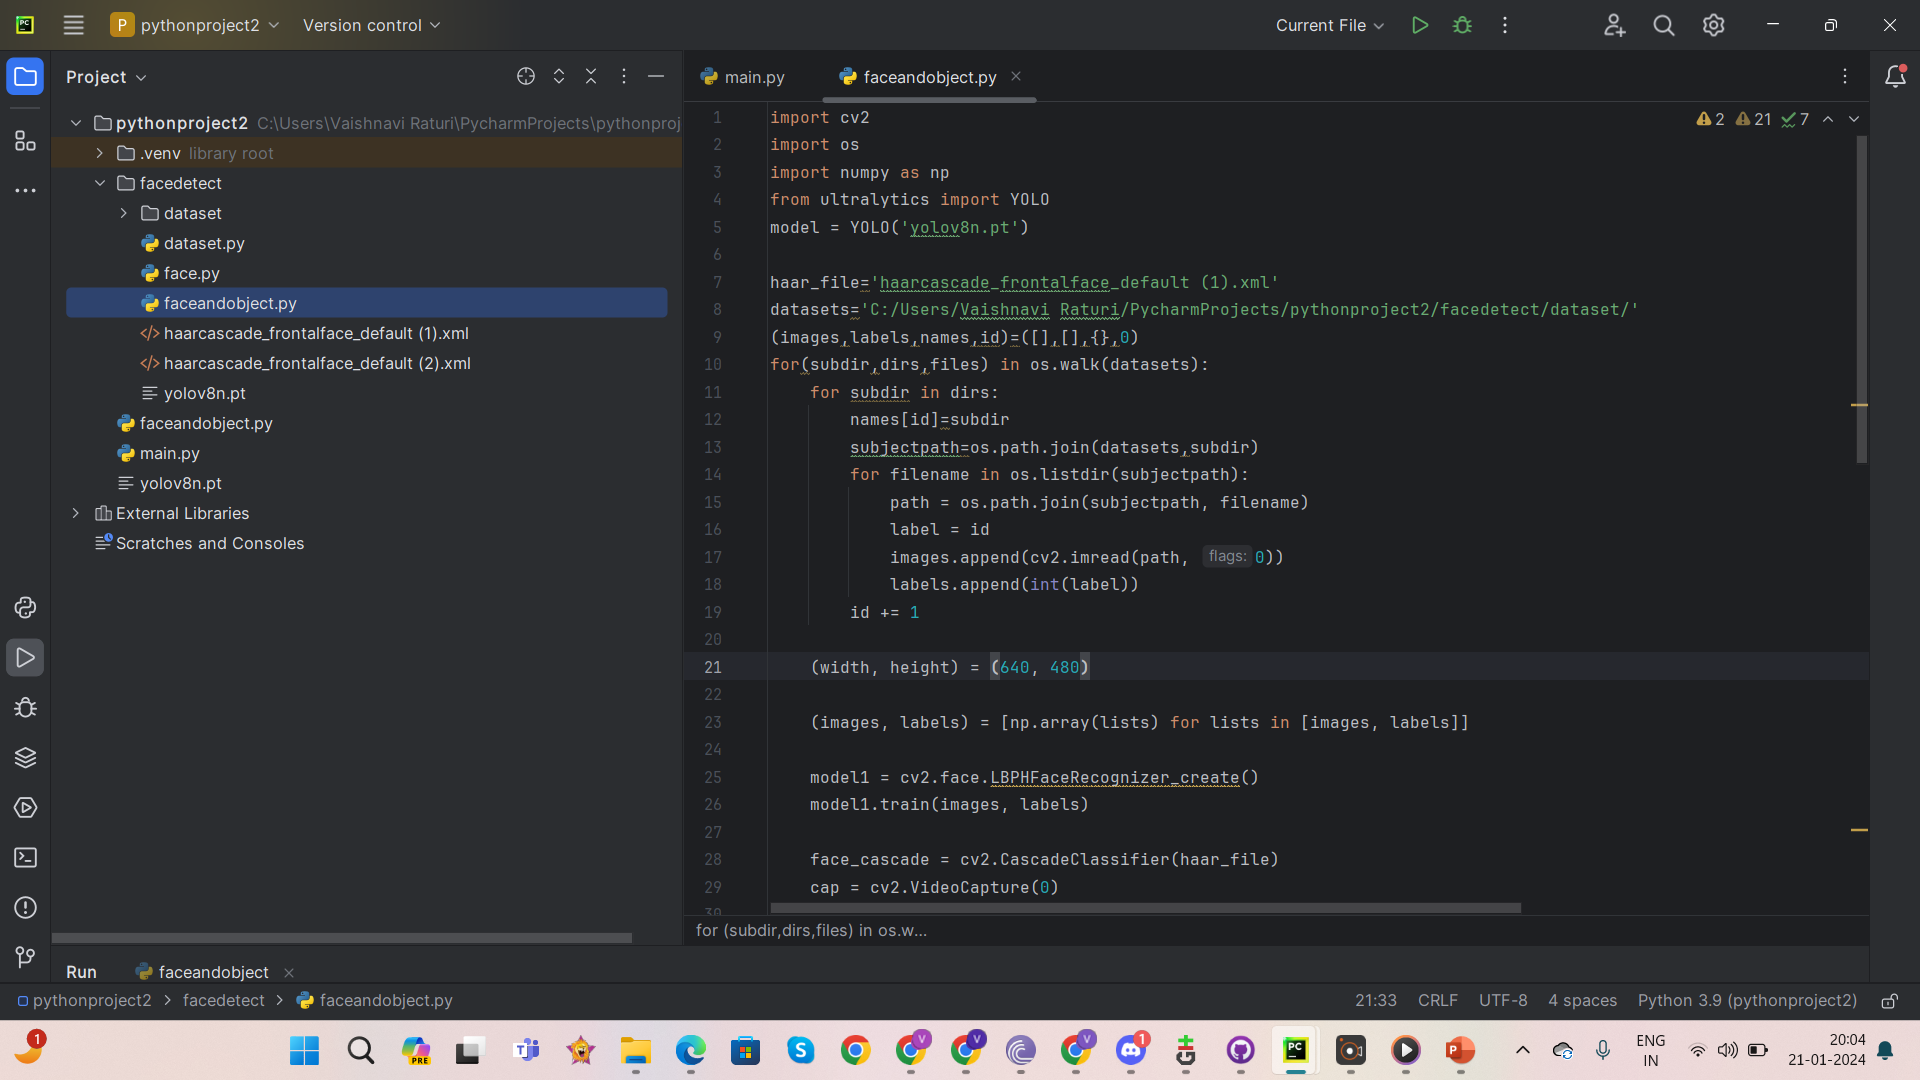 PC
P pythonproject2
Version control
Current File
Project
main.py
faceandobject.py
pythonproject2 C:\Users\Vaishnavi Raturi\PycharmProjects\pythonproj
.venv library root
facedetect
dataset
dataset.py
face.py
faceandobject.py
haarcascade_frontalface_default (1).xml
haarcascade_frontalface_default (2).xml
yolov8n.pt
faceandobject.py
main.py
yolov8n.pt
External Libraries
Scratches and Consoles
2 21 7
1 import cv2
2 import os
3 import numpy as np
4 from ultralytics import YOLO
5 model = YOLO('yolov8n.pt')
6
7 haar_file='haarcascade_frontalface_default (1).xml'
8 datasets='C:/Users/Vaishnavi Raturi/PycharmProjects/pythonproject2/facedetect/dataset/'
9 (images,labels,names,id)=([],[],{},0)
10 for(subdir,dirs,files) in os.walk(datasets):
11 for subdir in dirs:
12 names[id]=subdir
13 subjectpath=os.path.join(datasets,subdir)
14 for filename in os.listdir(subjectpath):
15 path = os.path.join(subjectpath, filename)
16 label = id
17 images.append(cv2.imread(path, flags: 0))
18 labels.append(int(label))
19 id += 1
20
21 (width, height) = (640, 480)
22
23 (images, labels) = [np.array(lists) for lists in [images, labels]]
24
25 model1 = cv2.face.LBPHFaceRecognizer_create()
26 model1.train(images, labels)
27
28 face_cascade = cv2.CascadeClassifier(haar_file)
29 cap = cv2.VideoCapture(0)
30
for (subdir,dirs,files) in os.w...
Run faceandobject
pythonproject2 > facedetect > faceandobject.py
21:33 CRLF UTF-8 4 spaces Python 3.9 (pythonproject2)
1
PRE
V
V
V
1
PC
P
ENG
IN
20:04
21-01-2024